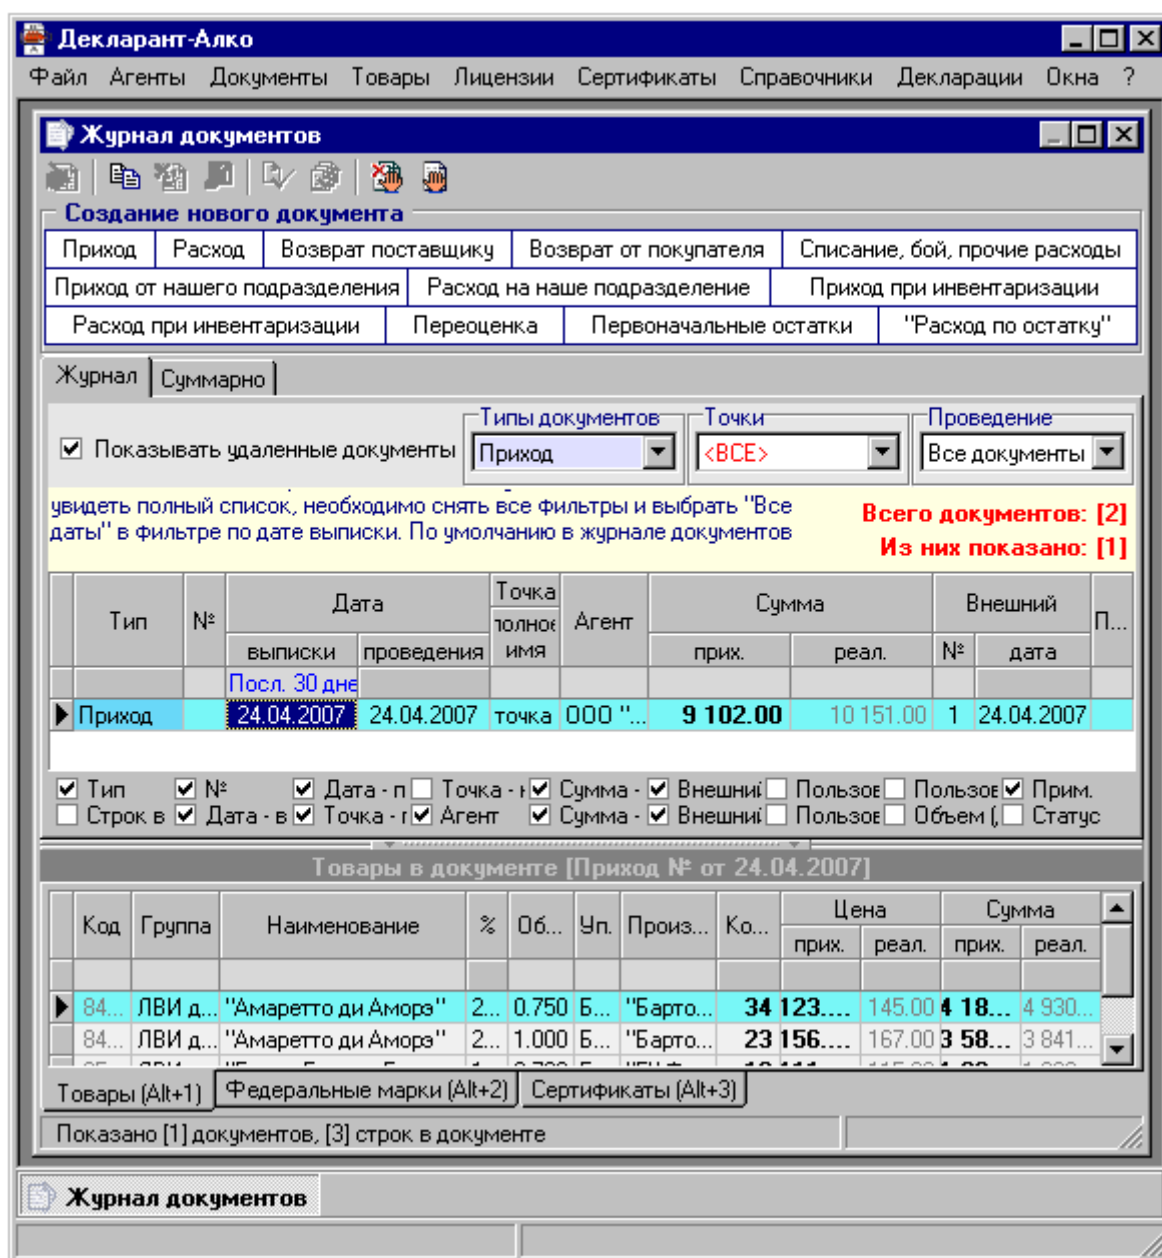 Декларант-Алко
Файл Агенты Документы Товары Лицензии Сертификаты Справочники Декларации Окна ?
Журнал документов
Создание нового документа
Приход Расход Возврат поставщику Возврат от покупателя Списание, бой, прочие расходы
Приход от нашего подразделения Расход на наше подразделение Приход при инвентаризации
Расход при инвентаризации Переоценка Первоначальные остатки "Расход по остатку"
Журнал Суммарно
Типы документов Точки Проведение
Показывать удаленные документы Приход <ВСЕ> Все документы
увидеть полный список, необходимо снять все фильтры и выбрать "Все
даты" в фильтре по дате выписки. По умолчанию в журнале документов
Всего документов: [2]
Из них показано: [1]
Тип № Дата Точка Агент Сумма Внешний П...
полное имя
выписки проведения прих. реал. № дата
Посл. 30 дне
Приход 24.04.2007 24.04.2007 точка ООО "... 9 102.00 10 151.00 1 24.04.2007
Тип № Дата - п Точка - Сумма - Внешний Пользов Пользов Прим.
Строк в Дата - в Точка - г Агент Сумма - Внешний Пользов Объем (, Статус
Товары в документе [Приход № от 24.04.2007]
Код Группа Наименование % Об... Уп. Произ... Ко... Цена Сумма
прих. реал. прих. реал.
84... ЛВИ д... "Амаретто ди Аморэ" 2... 0.750 Б... "Барто... 34 123.... 145.00 4 18... 4 930...
84... ЛВИ д... "Амаретто ди Аморэ" 2... 1.000 Б... "Барто... 23 156.... 167.00 3 58... 3 841...
Товары (Alt+1) Федеральные марки (Alt+2) Сертификаты (Alt+3)
Показано [1] документов, [3] строк в документе
Журнал документов